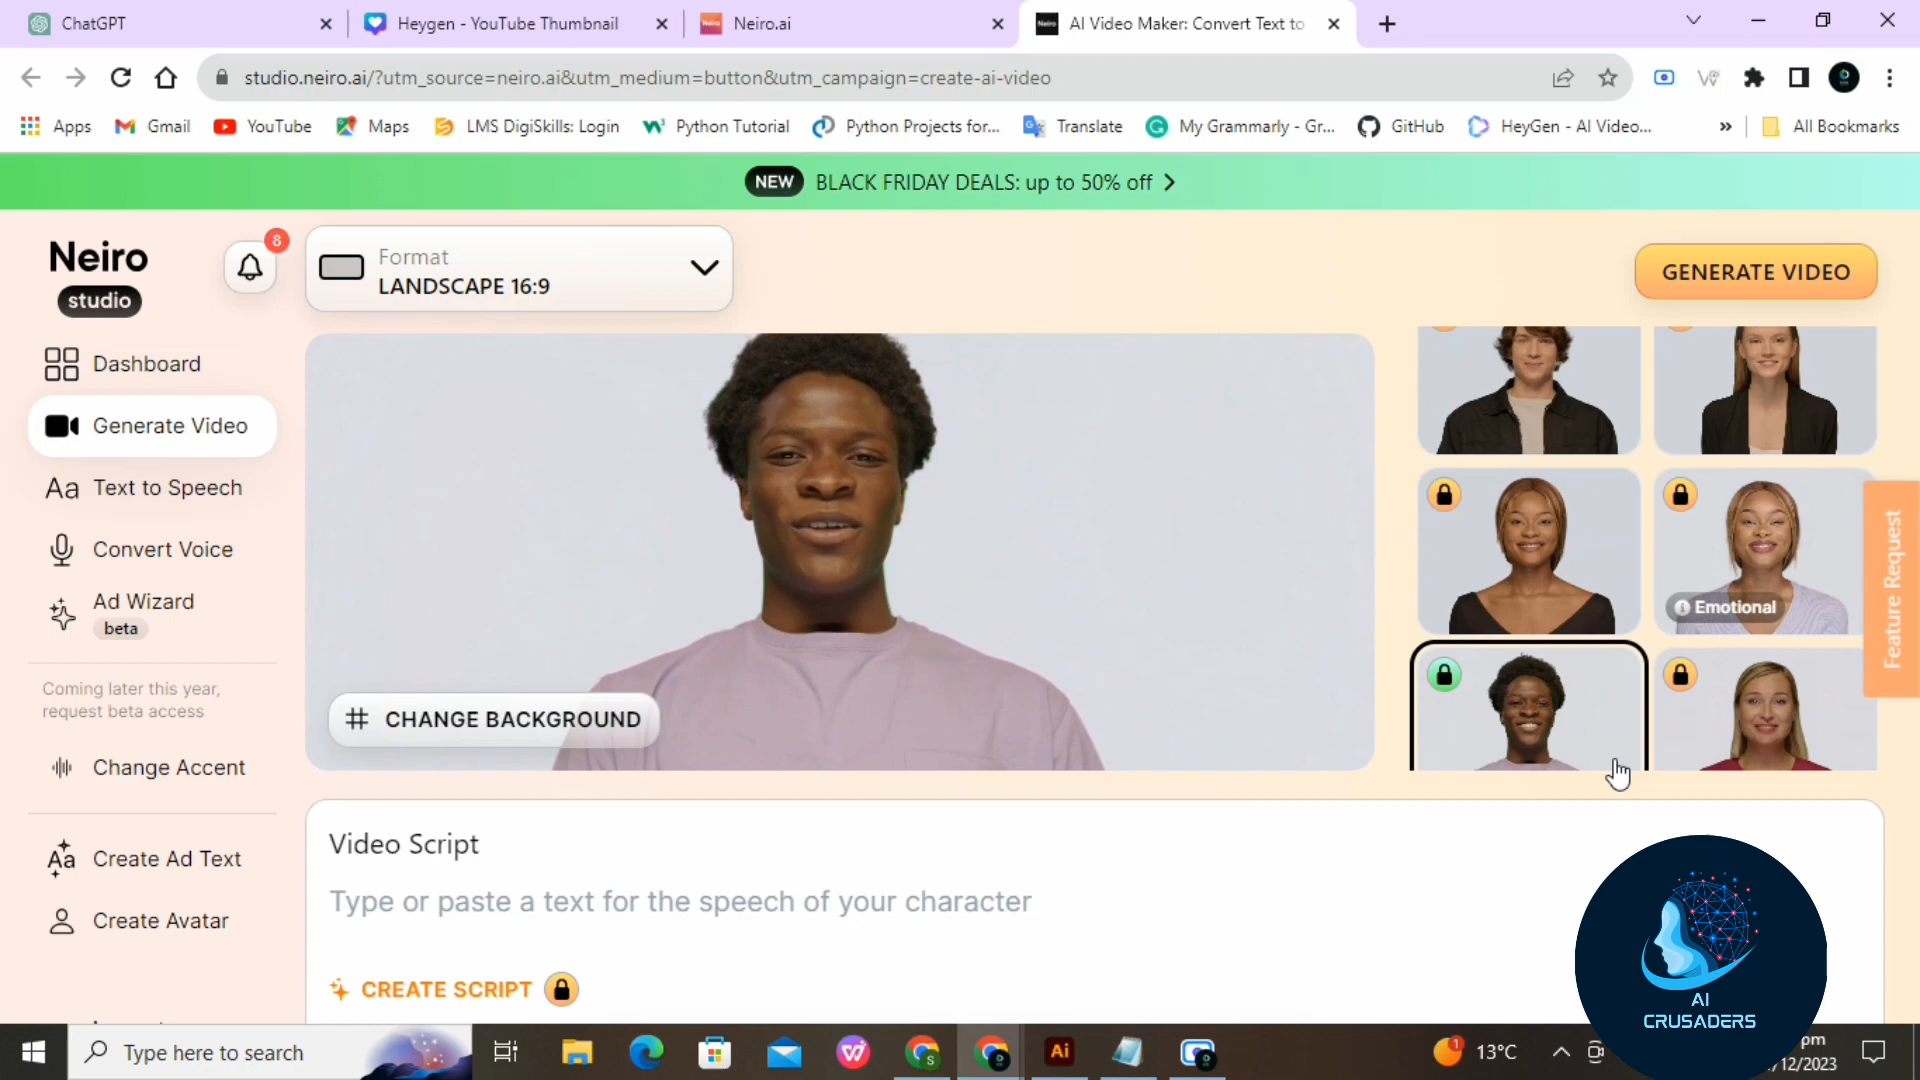 ChatGPT
Heygen - YouTube Thumbnail
Neiro.ai
AI Video Maker: Convert Text to
studio.neiro.ai/?utm_source=neiro.ai&utm_medium=button&utm_campaign=create-ai-video
Apps
Gmail
YouTube
Maps
LMS DigiSkills: Login
Python Tutorial
Python Projects for...
Translate
My Grammarly - Gr...
GitHub
HeyGen - AI Video...
All Bookmarks
NEW BLACK FRIDAY DEALS: up to 50% off
Neiro
studio
8
Format
LANDSCAPE 16:9
GENERATE VIDEO
Dashboard
Generate Video
Aa Text to Speech
Convert Voice
Ad Wizard
beta
Coming later this year,
request beta access
Change Accent
Aa Create Ad Text
Create Avatar
CHANGE BACKGROUND
Emotional
Feature Request
Video Script
Type or paste a text for the speech of your character
CREATE SCRIPT
AI
CRUSADERS
Type here to search
S
Ai
1
13°C
pm
/12/2023